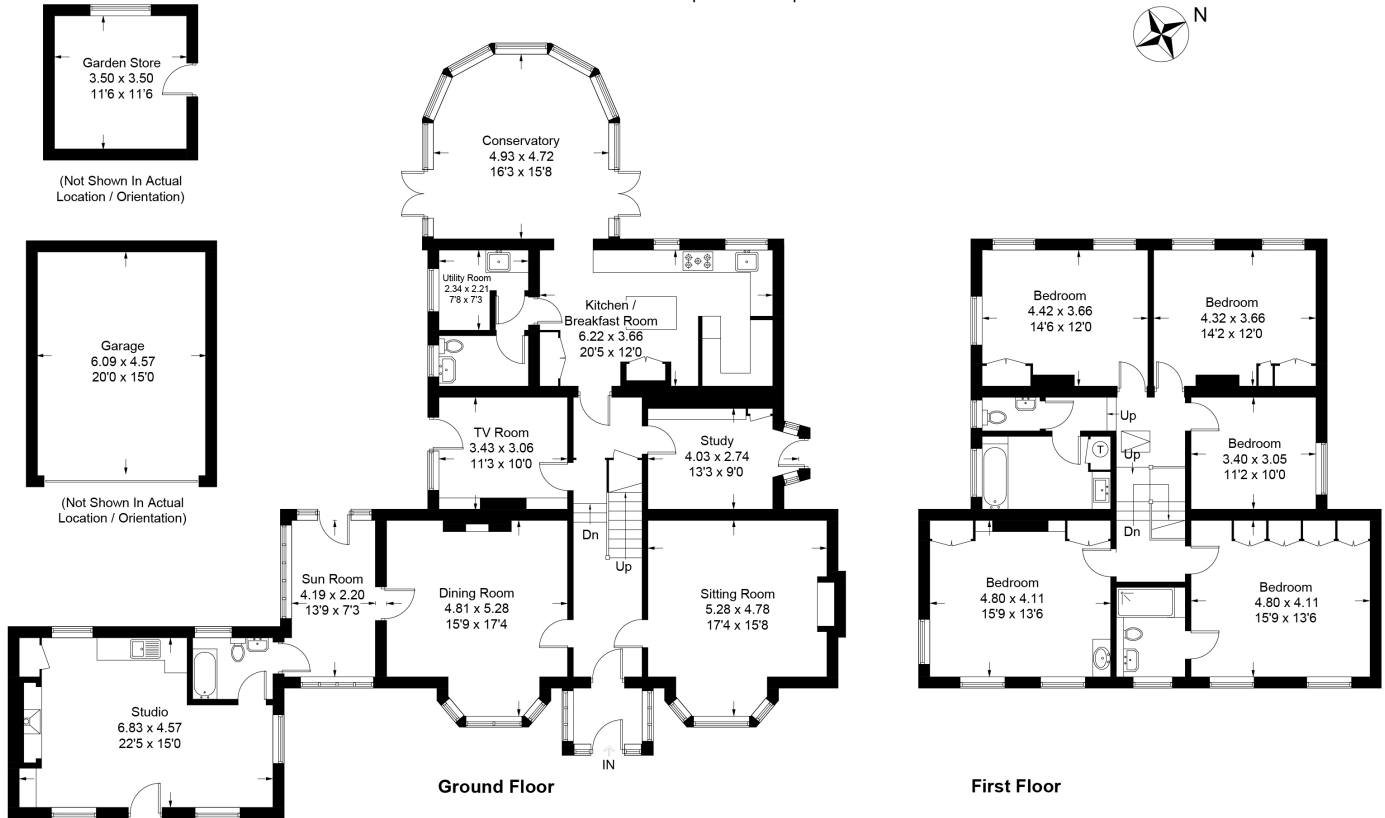 N
Garden Store
3.50 x 3.50
11'6 x 11'6
(Not Shown In Actual
Location / Orientation)
Garage
6.09 x 4.57
20'0 x 15'0
(Not Shown In Actual
Location / Orientation)
Conservatory
4.93 x 4.72
16'3 x 15'8
Utility Room
2.34 x 2.21
7'8 x 7'3
Kitchen /
Breakfast Room
6.22 x 3.66
20'5 x 12'0
TV Room
3.43 x 3.06
11'3 x 10'0
Study
4.03 x 2.74
13'3 x 9'0
Dn
Up
Sun Room
4.19 x 2.20
13'9 x 7'3
Dining Room
4.81 x 5.28
15'9 x 17'4
Sitting Room
5.28 x 4.78
17'4 x 15'8
Studio
6.83 x 4.57
22'5 x 15'0
IN
Ground Floor
Bedroom
4.42 x 3.66
14'6 x 12'0
Bedroom
4.32 x 3.66
14'2 x 12'0
Up
Up
T
Bedroom
3.40 x 3.05
11'2 x 10'0
Dn
Bedroom
4.80 x 4.11
15'9 x 13'6
Bedroom
4.80 x 4.11
15'9 x 13'6
First Floor